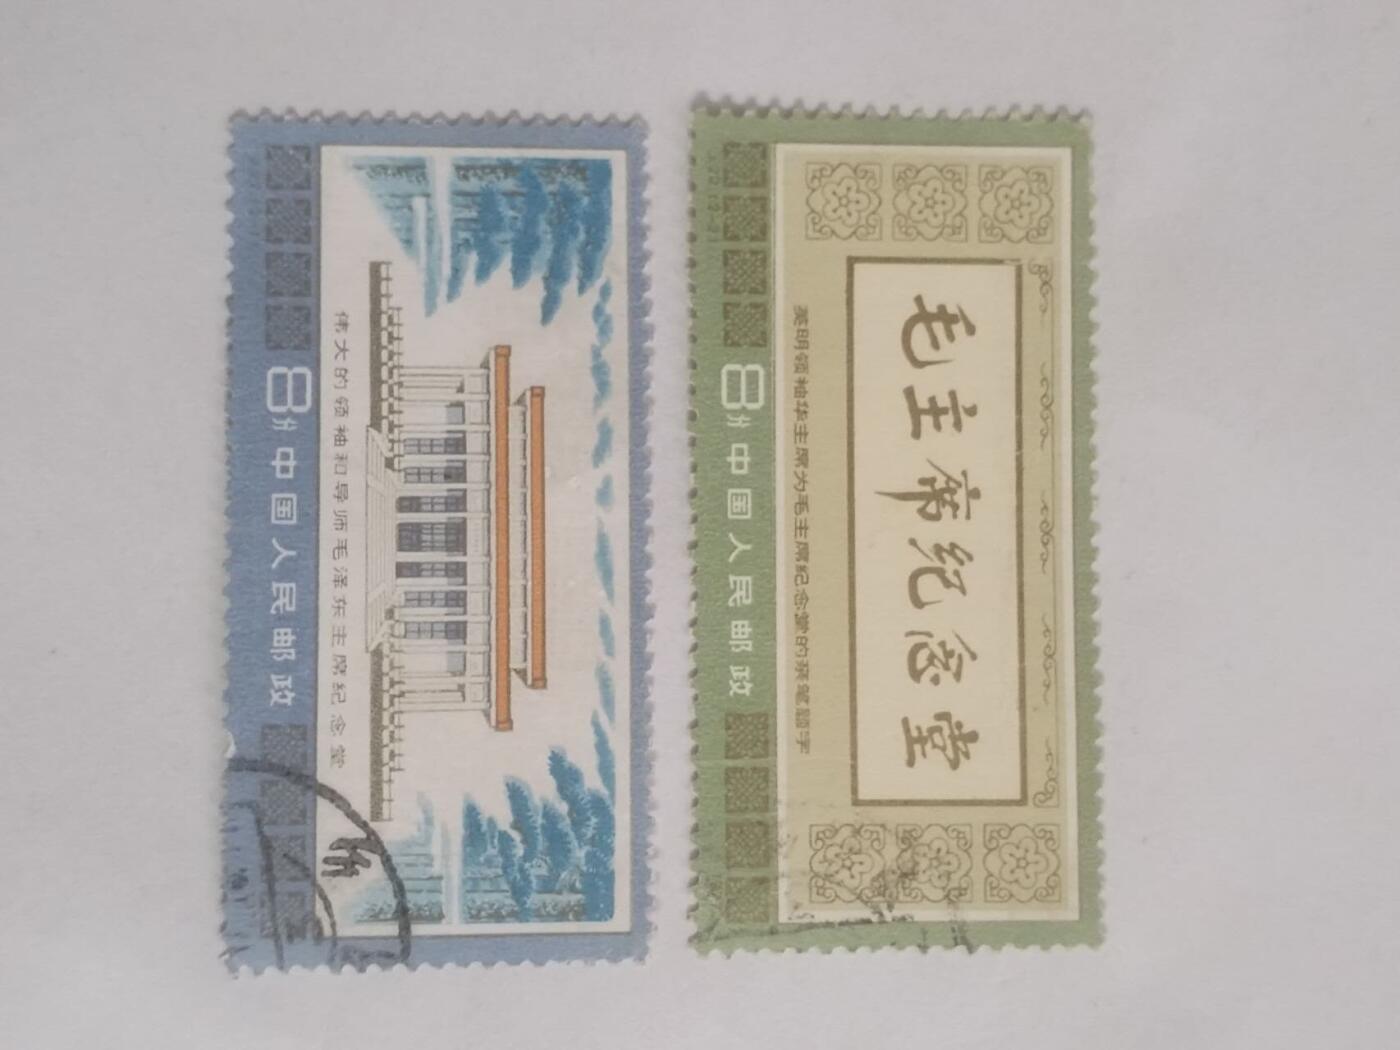 伟大的领袖和导师毛泽东主席纪念堂
8分 中国人民邮政
毛主席纪念堂
英明领袖华主席为毛主席纪念堂的亲笔题字
8分 中国人民邮政